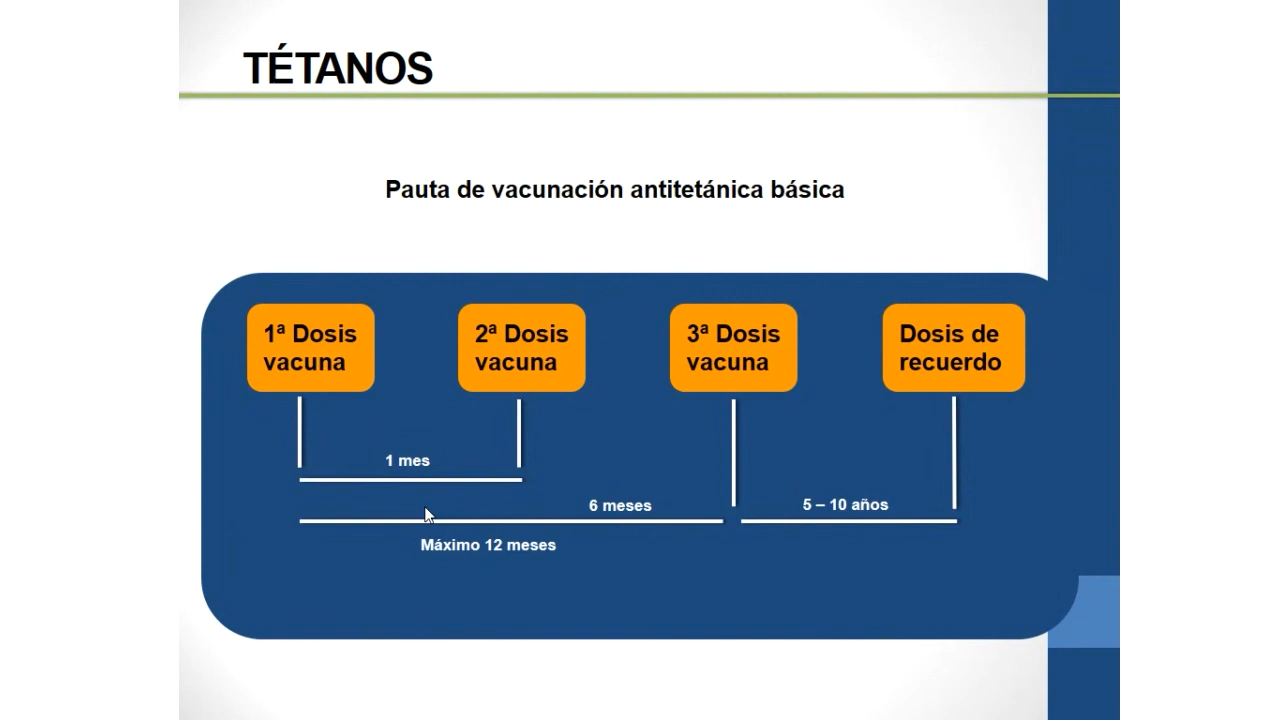 TÉTANOS
Pauta de vacunación antitetánica básica
1ª Dosis
vacuna
2ª Dosis
vacuna
3ª Dosis
vacuna
Dosis de
recuerdo
1 mes
6 meses
5 – 10 años
Máximo 12 meses